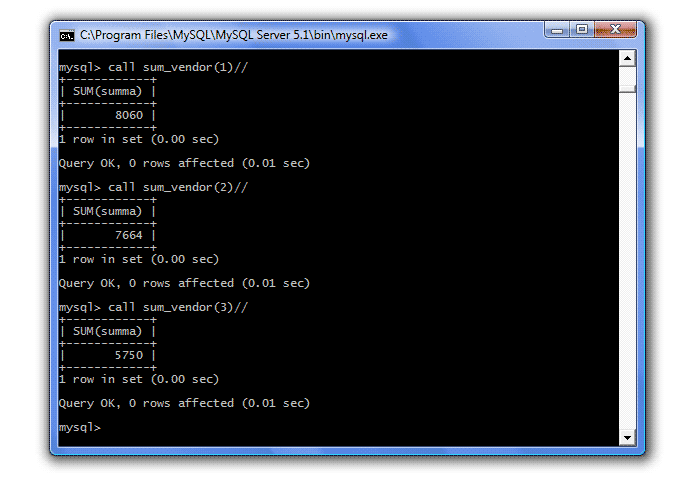 C:\Program Files\MySQL\MySQL Server 5.1\bin\mysql.exe
mysql> call sum_vendor(1)//
+------------+
| SUM(summa) |
+------------+
|       8060 |
+------------+
1 row in set (0.00 sec)
Query OK, 0 rows affected (0.01 sec)
mysql> call sum_vendor(2)//
+------------+
| SUM(summa) |
+------------+
|       7664 |
+------------+
1 row in set (0.00 sec)
Query OK, 0 rows affected (0.01 sec)
mysql> call sum_vendor(3)//
+------------+
| SUM(summa) |
+------------+
|       5750 |
+------------+
1 row in set (0.00 sec)
Query OK, 0 rows affected (0.01 sec)
mysql>